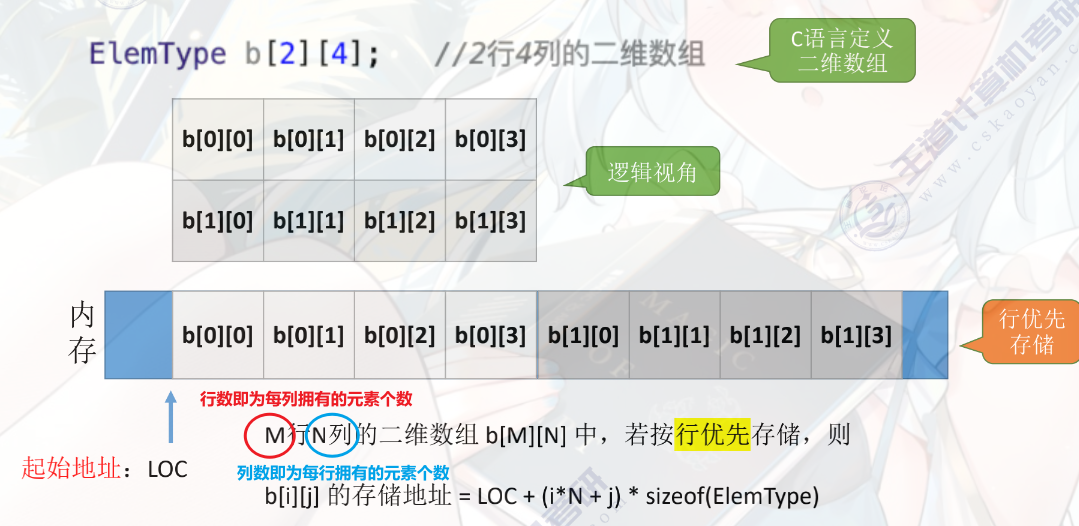 ElemType b[2][4];    //2行4列的二维数组
C语言定义
二维数组
b[0][0] b[0][1] b[0][2] b[0][3]
b[1][0] b[1][1] b[1][2] b[1][3]
逻辑视角
内
存
b[0][0] b[0][1] b[0][2] b[0][3] b[1][0] b[1][1] b[1][2] b[1][3]
行优先
存储
行数即为每列拥有的元素个数
M行N列的二维数组 b[M][N] 中，若按行优先存储，则
起始地址：LOC
列数即为每行拥有的元素个数
b[i][j] 的存储地址 = LOC + (i*N + j) * sizeof(ElemType)
王道计算机考研
www.cskaoyan.com